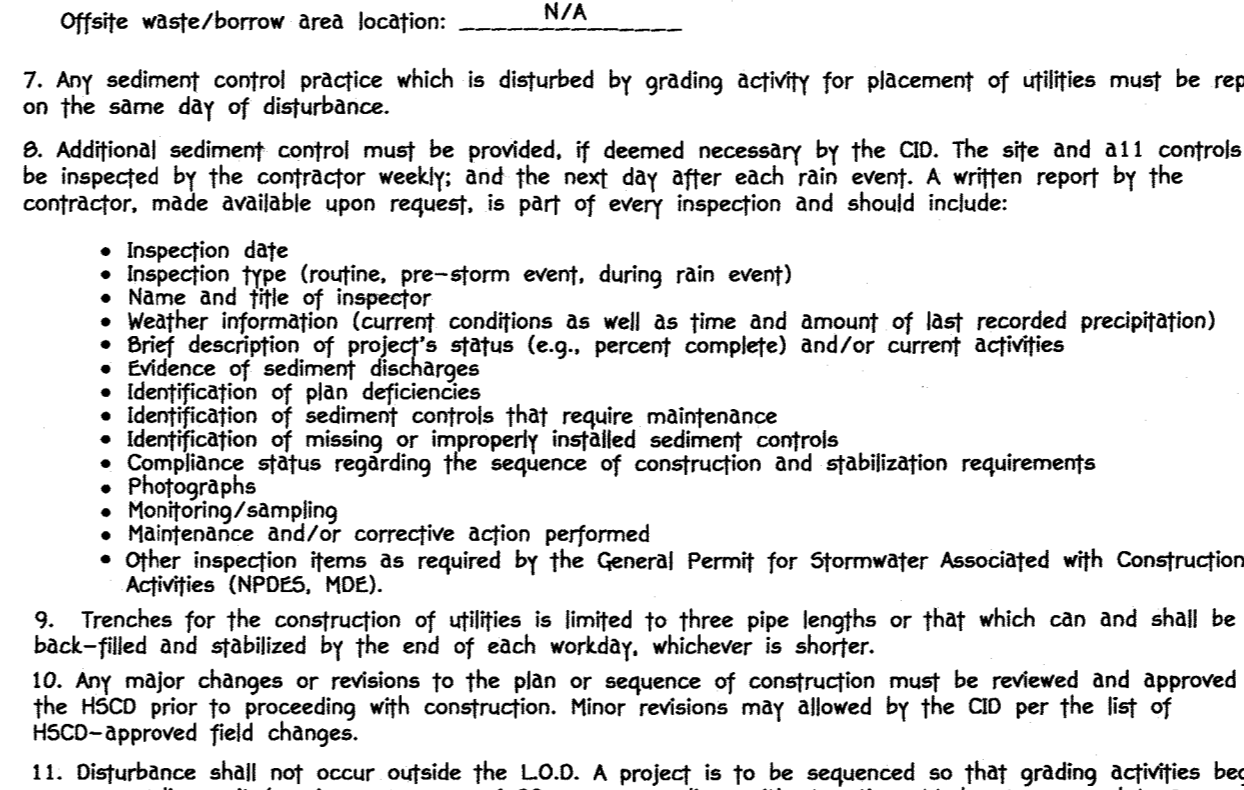 Offsite waste/borrow area location: N/A
7. Any sediment control practice which is disturbed by grading activity for placement of utilities must be rep
on the same day of disturbance.
8. Additional sediment control must be provided, if deemed necessary by the CID. The site and all controls
be inspected by the contractor weekly; and the next day after each rain event. A written report by the
contractor, made available upon request, is part of every inspection and should include:
• Inspection date
• Inspection type (routine, pre-storm event, during rain event)
• Name and title of inspector
• Weather information (current conditions as well as time and amount of last recorded precipitation)
• Brief description of project's status (e.g., percent complete) and/or current activities
• Evidence of sediment discharges
• Identification of plan deficiencies
• Identification of sediment controls that require maintenance
• Identification of missing or improperly installed sediment controls
• Compliance status regarding the sequence of construction and stabilization requirements
• Photographs
• Monitoring/sampling
• Maintenance and/or corrective action performed
• Other inspection items as required by the General Permit for Stormwater Associated with Construction
Activities (NPDES, MDE).
9. Trenches for the construction of utilities is limited to three pipe lengths or that which can and shall be
back-filled and stabilized by the end of each workday, whichever is shorter.
10. Any major changes or revisions to the plan or sequence of construction must be reviewed and approved
the HSCD prior to proceeding with construction. Minor revisions may allowed by the CID per the list of
HSCD-approved field changes.
11. Disturbance shall not occur outside the L.O.D. A project is to be sequenced so that grading activities beg